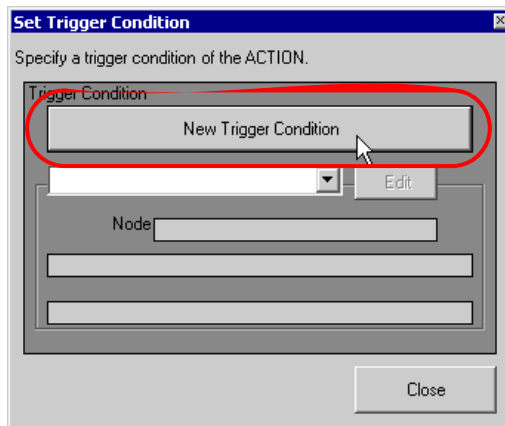 Set Trigger Condition
Specify a trigger condition of the ACTION.
Trigger Condition
New Trigger Condition
Edit
Node
Close